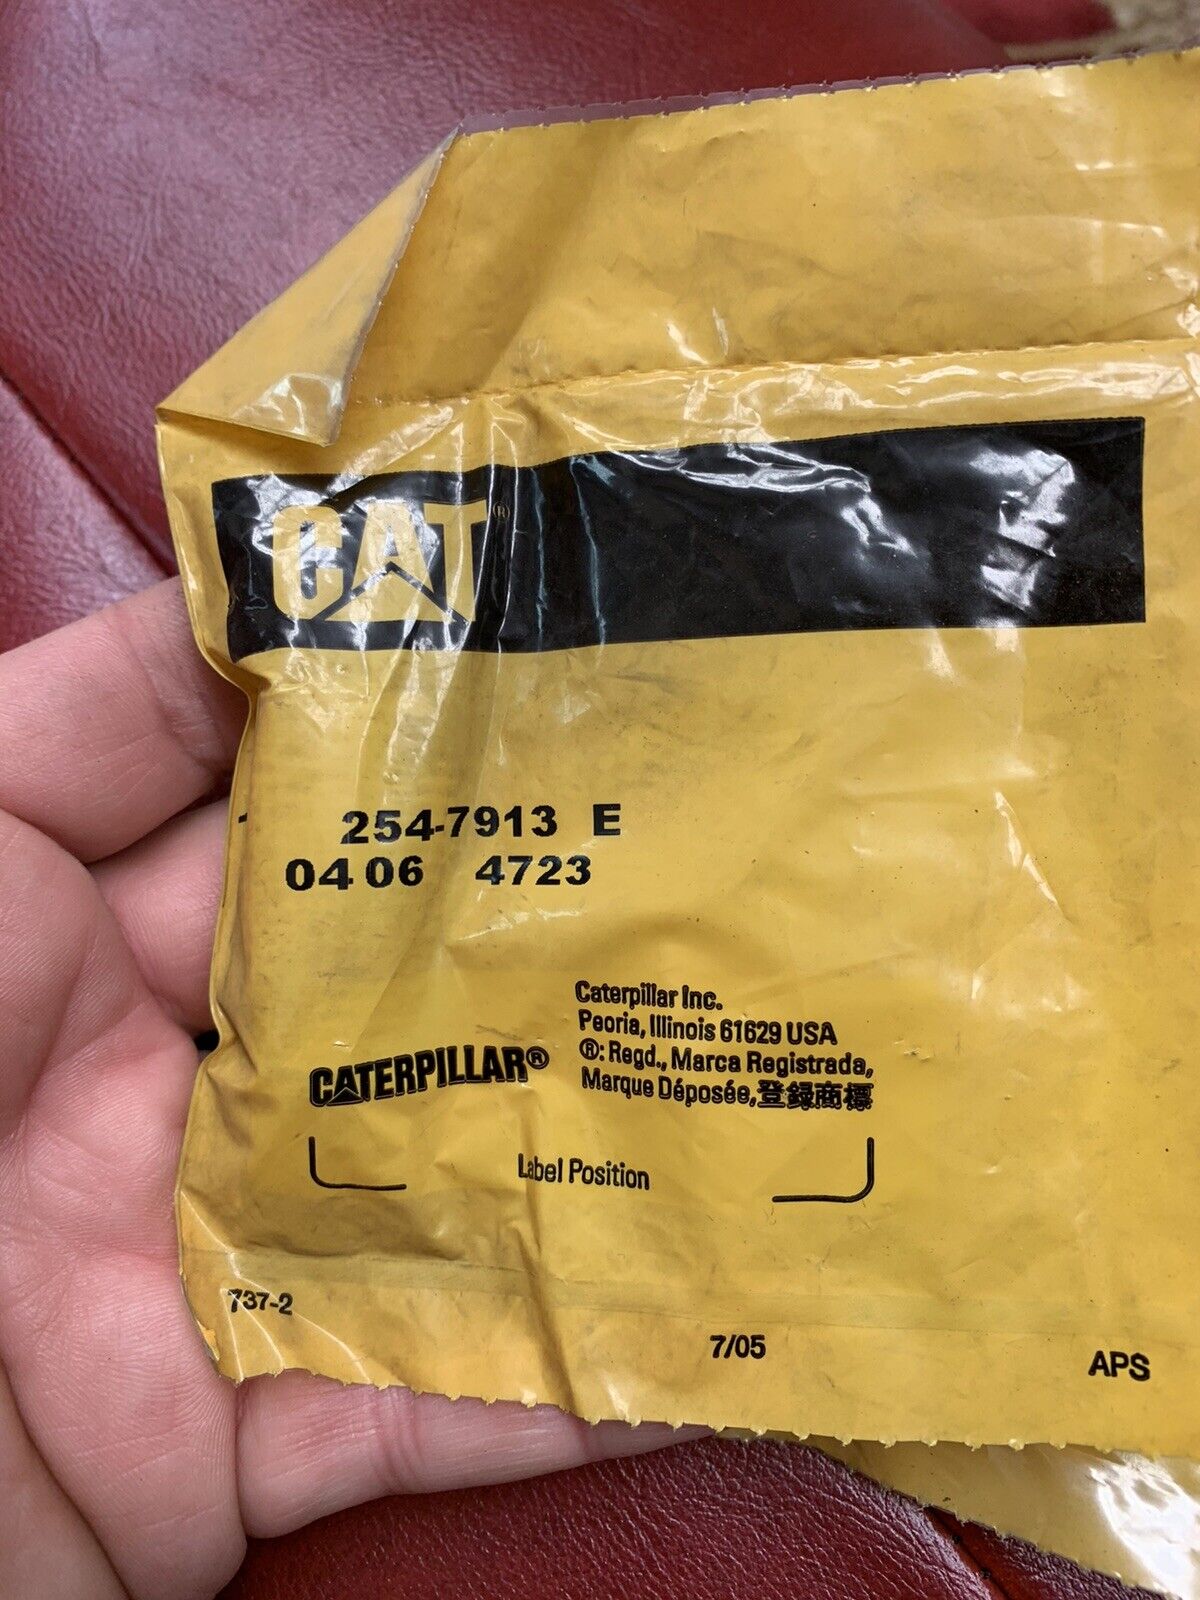 CAT®
254-7913 E
04 06 4723
CATERPILLAR®
Caterpillar Inc.
Peoria, Illinois 61629 USA
®: Regd., Marca Registrada,
Marque Déposée, 登録商標
Label Position
737-2
7/05
APS